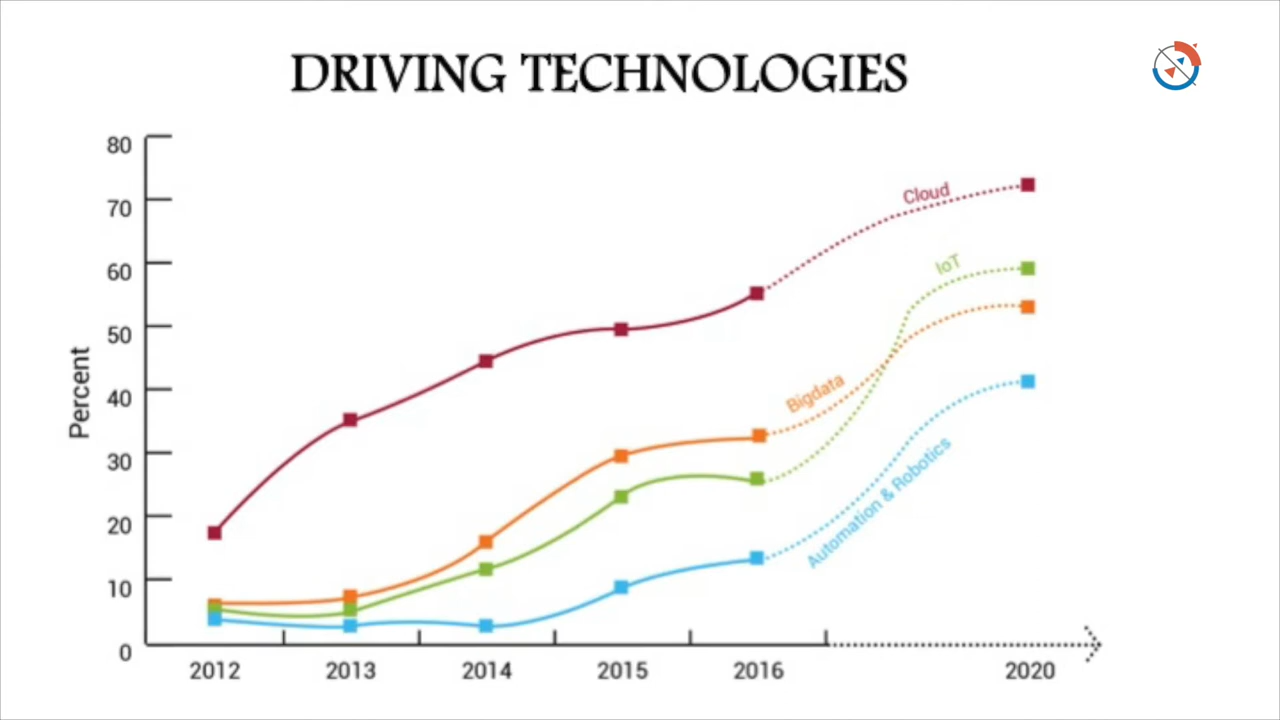 DRIVING TECHNOLOGIES
80
70
60
50
40
30
20
10
0
Percent
Cloud
IoT
Bigdata
Automation & Robotics
2012 2013 2014 2015 2016 2020